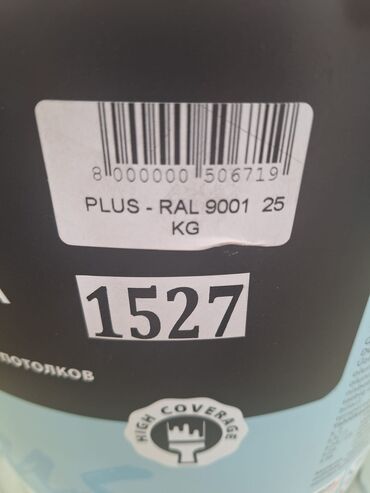 8 000000 506719
PLUS - RAL 9001 25
KG
1527
ПОТОЛКОВ
HIGH COVERAGE